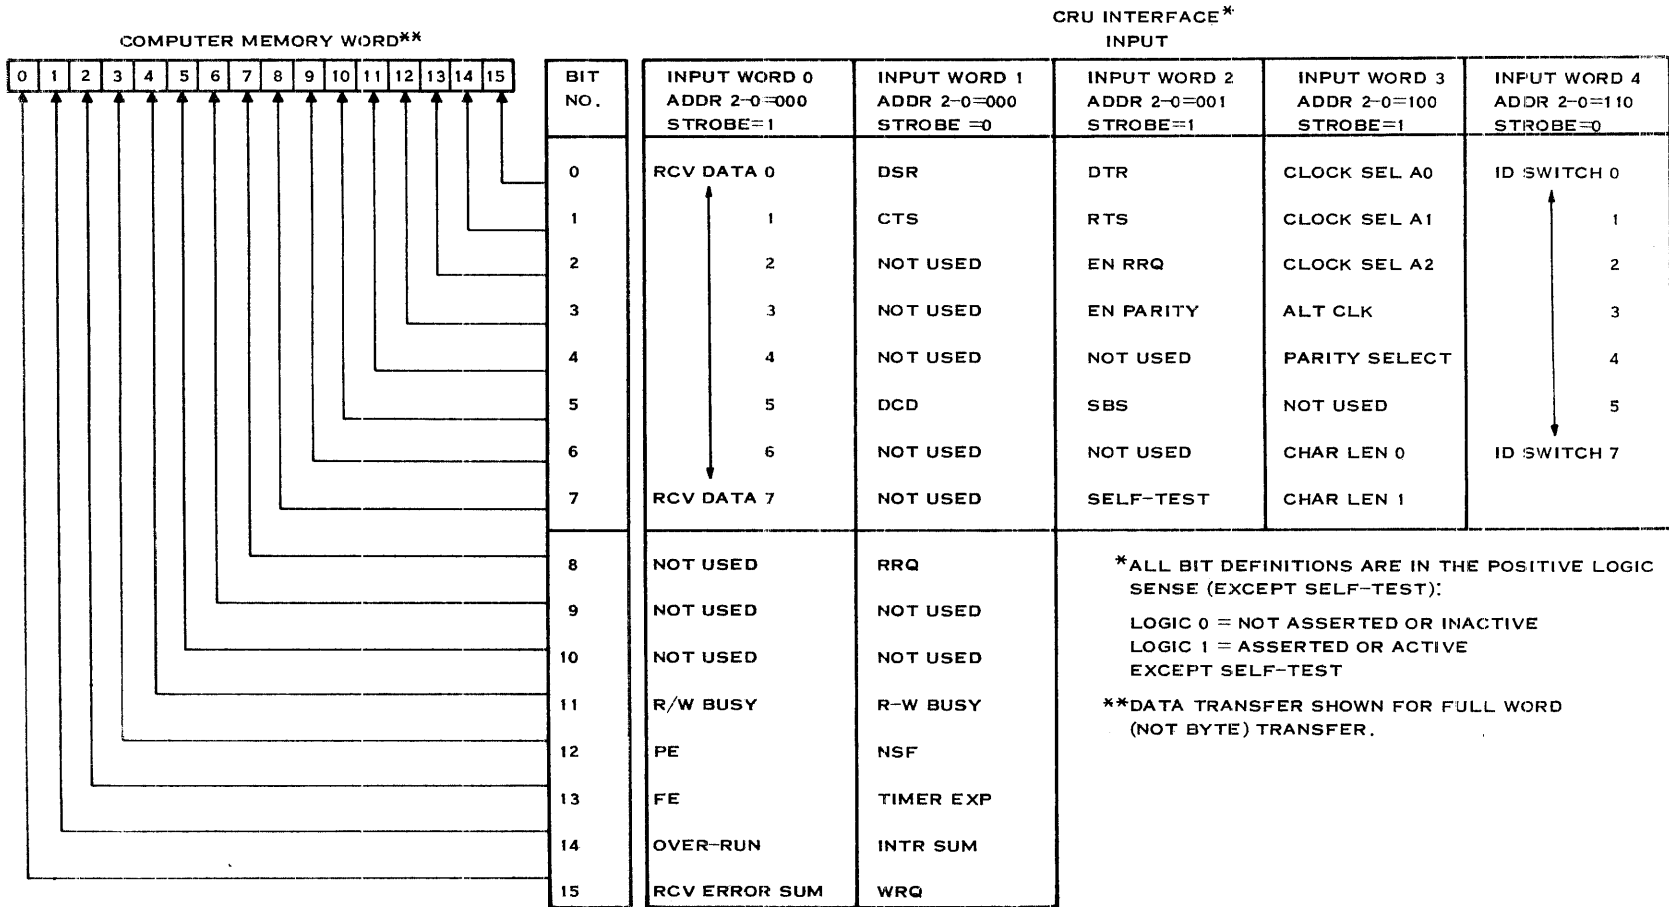 CRU INTERFACE*
INPUT
COMPUTER MEMORY WORD**
0 1 2 3 4 5 6 7 8 9 10 11 12 13 14 15
BIT NO. INPUT WORD 0 INPUT WORD 1 INPUT WORD 2 INPUT WORD 3 INPUT WORD 4
ADDR 2-0=000 ADDR 2-0=000 ADDR 2-0=001 ADDR 2-0=100 ADDR 2-0=110
STROBE=1 STROBE =0 STROBE=1 STROBE=1 STROBE=0
0 RCV DATA 0 DSR DTR CLOCK SEL A0 ID SWITCH 0
1 1 CTS RTS CLOCK SEL A1 1
2 2 NOT USED EN RRQ CLOCK SEL A2 2
3 3 NOT USED EN PARITY ALT CLK 3
4 4 NOT USED NOT USED PARITY SELECT 4
5 5 DCD SBS NOT USED 5
6 6 NOT USED NOT USED CHAR LEN 0 ID SWITCH 7
7 RCV DATA 7 NOT USED SELF-TEST CHAR LEN 1
8 NOT USED RRQ
9 NOT USED NOT USED
10 NOT USED NOT USED
11 R/W BUSY R-W BUSY
12 PE NSF
13 FE TIMER EXP
14 OVER-RUN INTR SUM
15 RCV ERROR SUM WRQ
*ALL BIT DEFINITIONS ARE IN THE POSITIVE LOGIC
SENSE (EXCEPT SELF-TEST):
LOGIC 0 = NOT ASSERTED OR INACTIVE
LOGIC 1 = ASSERTED OR ACTIVE
EXCEPT SELF-TEST
**DATA TRANSFER SHOWN FOR FULL WORD
(NOT BYTE) TRANSFER.